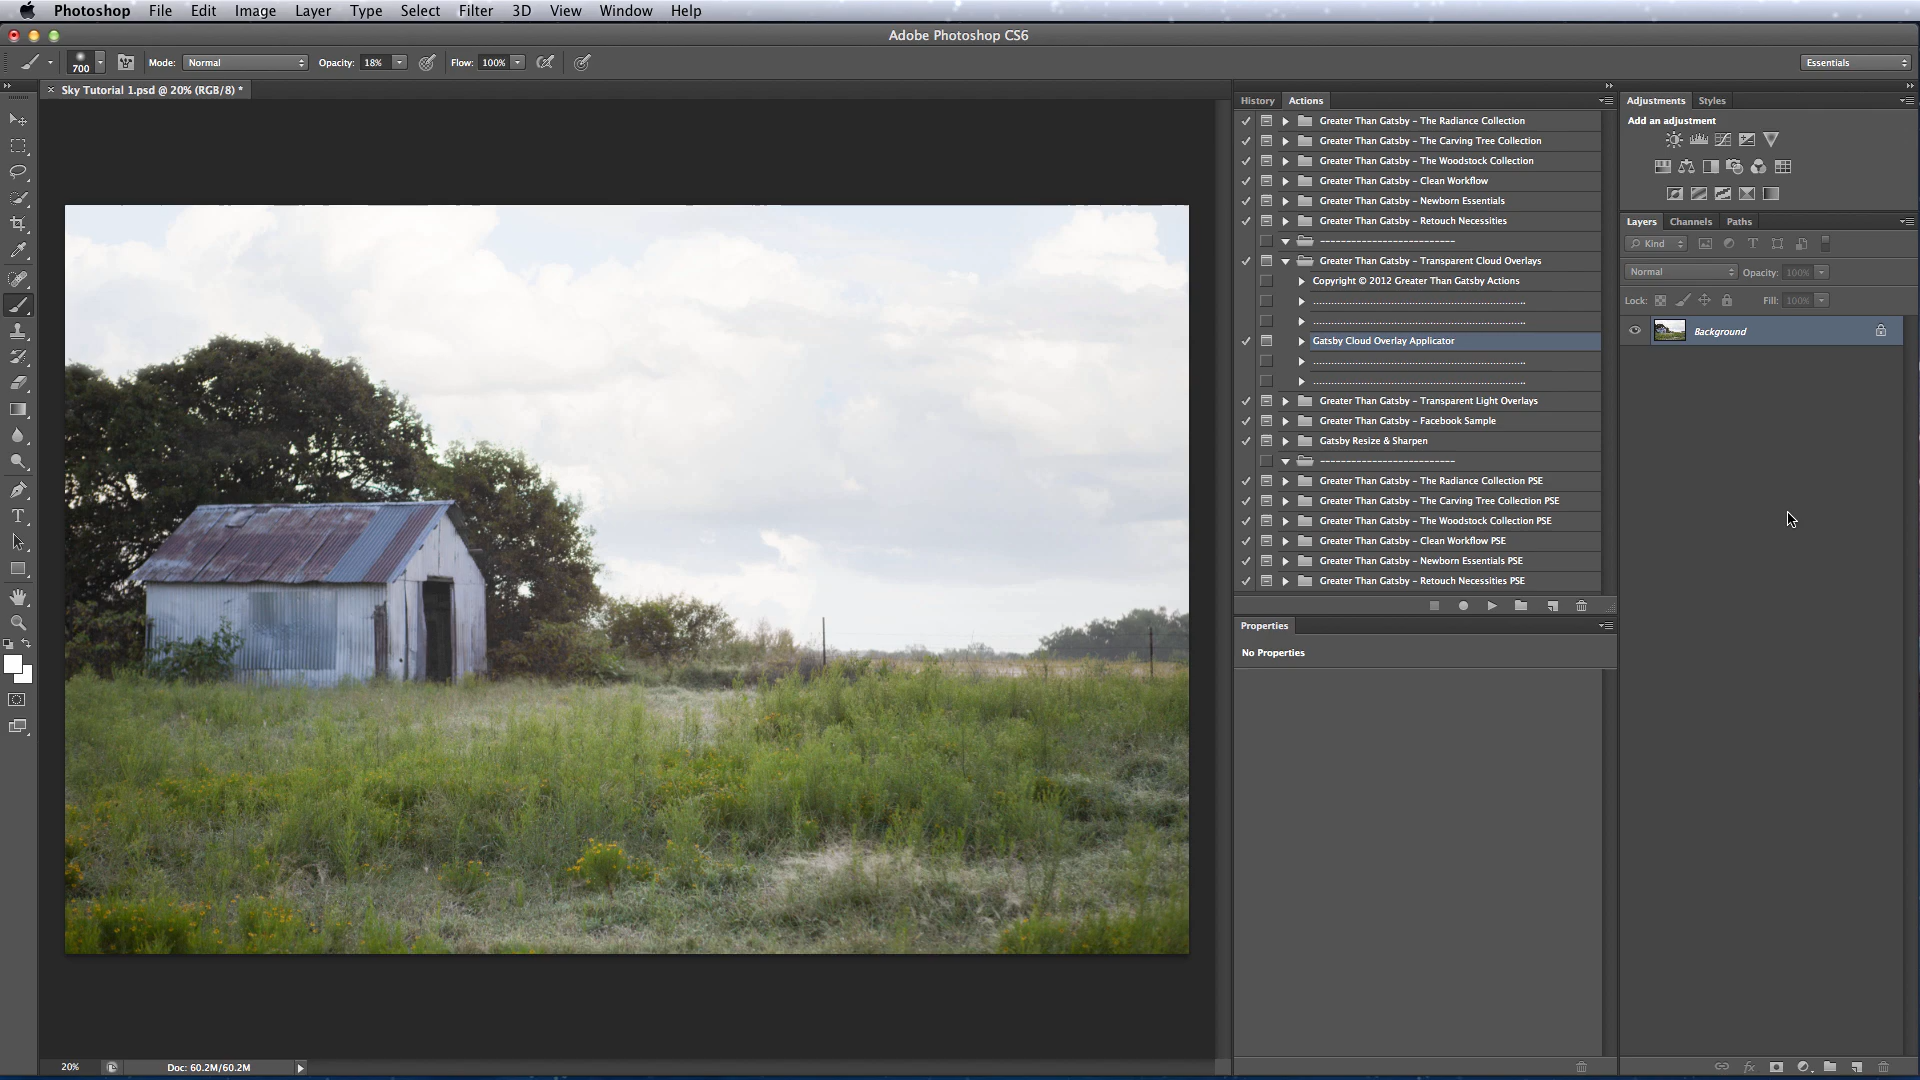 Photoshop File Edit Image Layer Type Select Filter 3D View Window Help
Adobe Photoshop CS6
700 Mode: Normal Opacity: 18% Flow: 100% Essentials
Sky Tutorial 1.psd @ 20% (RGB/8) *
History Actions
Greater Than Gatsby - The Radiance Collection
Greater Than Gatsby - The Carving Tree Collection
Greater Than Gatsby - The Woodstock Collection
Greater Than Gatsby - Clean Workflow
Greater Than Gatsby - Newborn Essentials
Greater Than Gatsby - Retouch Necessities
---------------------------
Greater Than Gatsby - Transparent Cloud Overlays
Copyright © 2012 Greater Than Gatsby Actions
Gatsby Cloud Overlay Applicator
Greater Than Gatsby - Transparent Light Overlays
Greater Than Gatsby - Facebook Sample
Gatsby Resize & Sharpen
---------------------------
Greater Than Gatsby - The Radiance Collection PSE
Greater Than Gatsby - The Carving Tree Collection PSE
Greater Than Gatsby - The Woodstock Collection PSE
Greater Than Gatsby - Clean Workflow PSE
Greater Than Gatsby - Newborn Essentials PSE
Greater Than Gatsby - Retouch Necessities PSE
Properties
No Properties
Adjustments Styles
Add an adjustment
Layers Channels Paths
Kind
Normal Opacity: 100%
Lock: Fill: 100%
Background
fx
20% Doc: 60.2M/60.2M